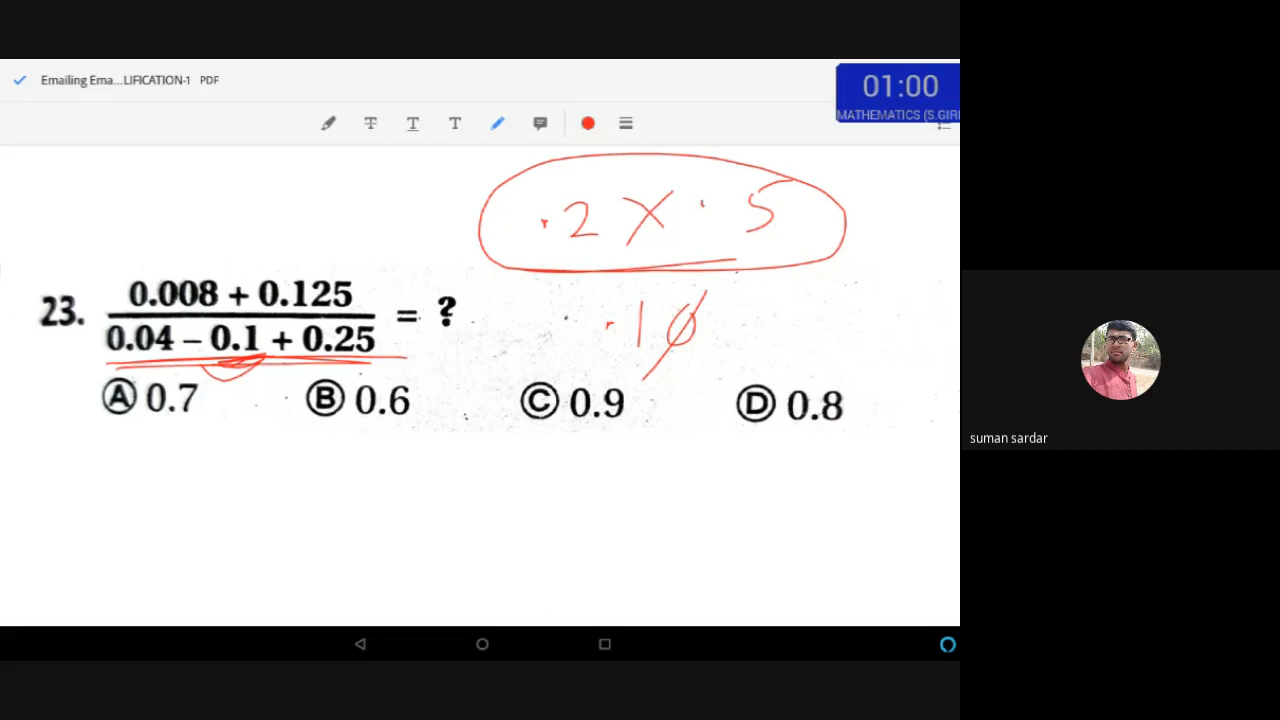 Emailing Ema...LIFICATION-1 PDF
01:00
MATHEMATICS (S.GIRI
T T T
.2 x .5
23. 0.008 + 0.125
0.04 – 0.1 + 0.25 = ?
.10
Ⓐ 0.7 Ⓑ 0.6 Ⓒ 0.9 Ⓓ 0.8
suman sardar